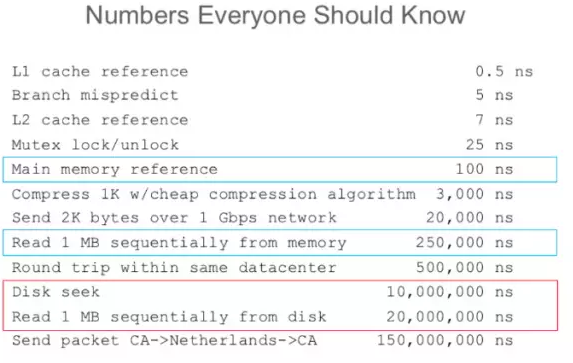 Numbers Everyone Should Know
L1 cache reference 0.5 ns
Branch mispredict 5 ns
L2 cache reference 7 ns
Mutex lock/unlock 25 ns
Main memory reference 100 ns
Compress 1K w/cheap compression algorithm 3,000 ns
Send 2K bytes over 1 Gbps network 20,000 ns
Read 1 MB sequentially from memory 250,000 ns
Round trip within same datacenter 500,000 ns
Disk seek 10,000,000 ns
Read 1 MB sequentially from disk 20,000,000 ns
Send packet CA->Netherlands->CA 150,000,000 ns